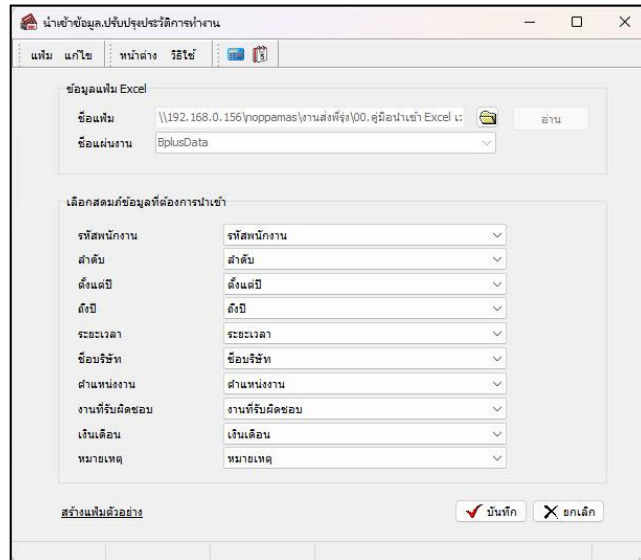 นำเข้าข้อมูล.ปรับปรุงประวัติการทำงาน
แฟ้ม แก้ไข หน้าต่าง วิธีใช้
ข้อมูลแฟ้ม Excel
ชื่อแฟ้ม \\192.168.0.156\noppamas\งานส่งพี่รุ่ง\00.คู่มือนำเข้า Excel เ: อ่าน
ชื่อแผ่นงาน BplusData
เลือกสดมภ์ข้อมูลที่ต้องการนำเข้า
รหัสพนักงาน รหัสพนักงาน
ลำดับ ลำดับ
ตั้งแต่ปี ตั้งแต่ปี
ถึงปี ถึงปี
ระยะเวลา ระยะเวลา
ชื่อบริษัท ชื่อบริษัท
ตำแหน่งงาน ตำแหน่งงาน
งานที่รับผิดชอบ งานที่รับผิดชอบ
เงินเดือน เงินเดือน
หมายเหตุ หมายเหตุ
สร้างแฟ้มตัวอย่าง บันทึก ยกเลิก